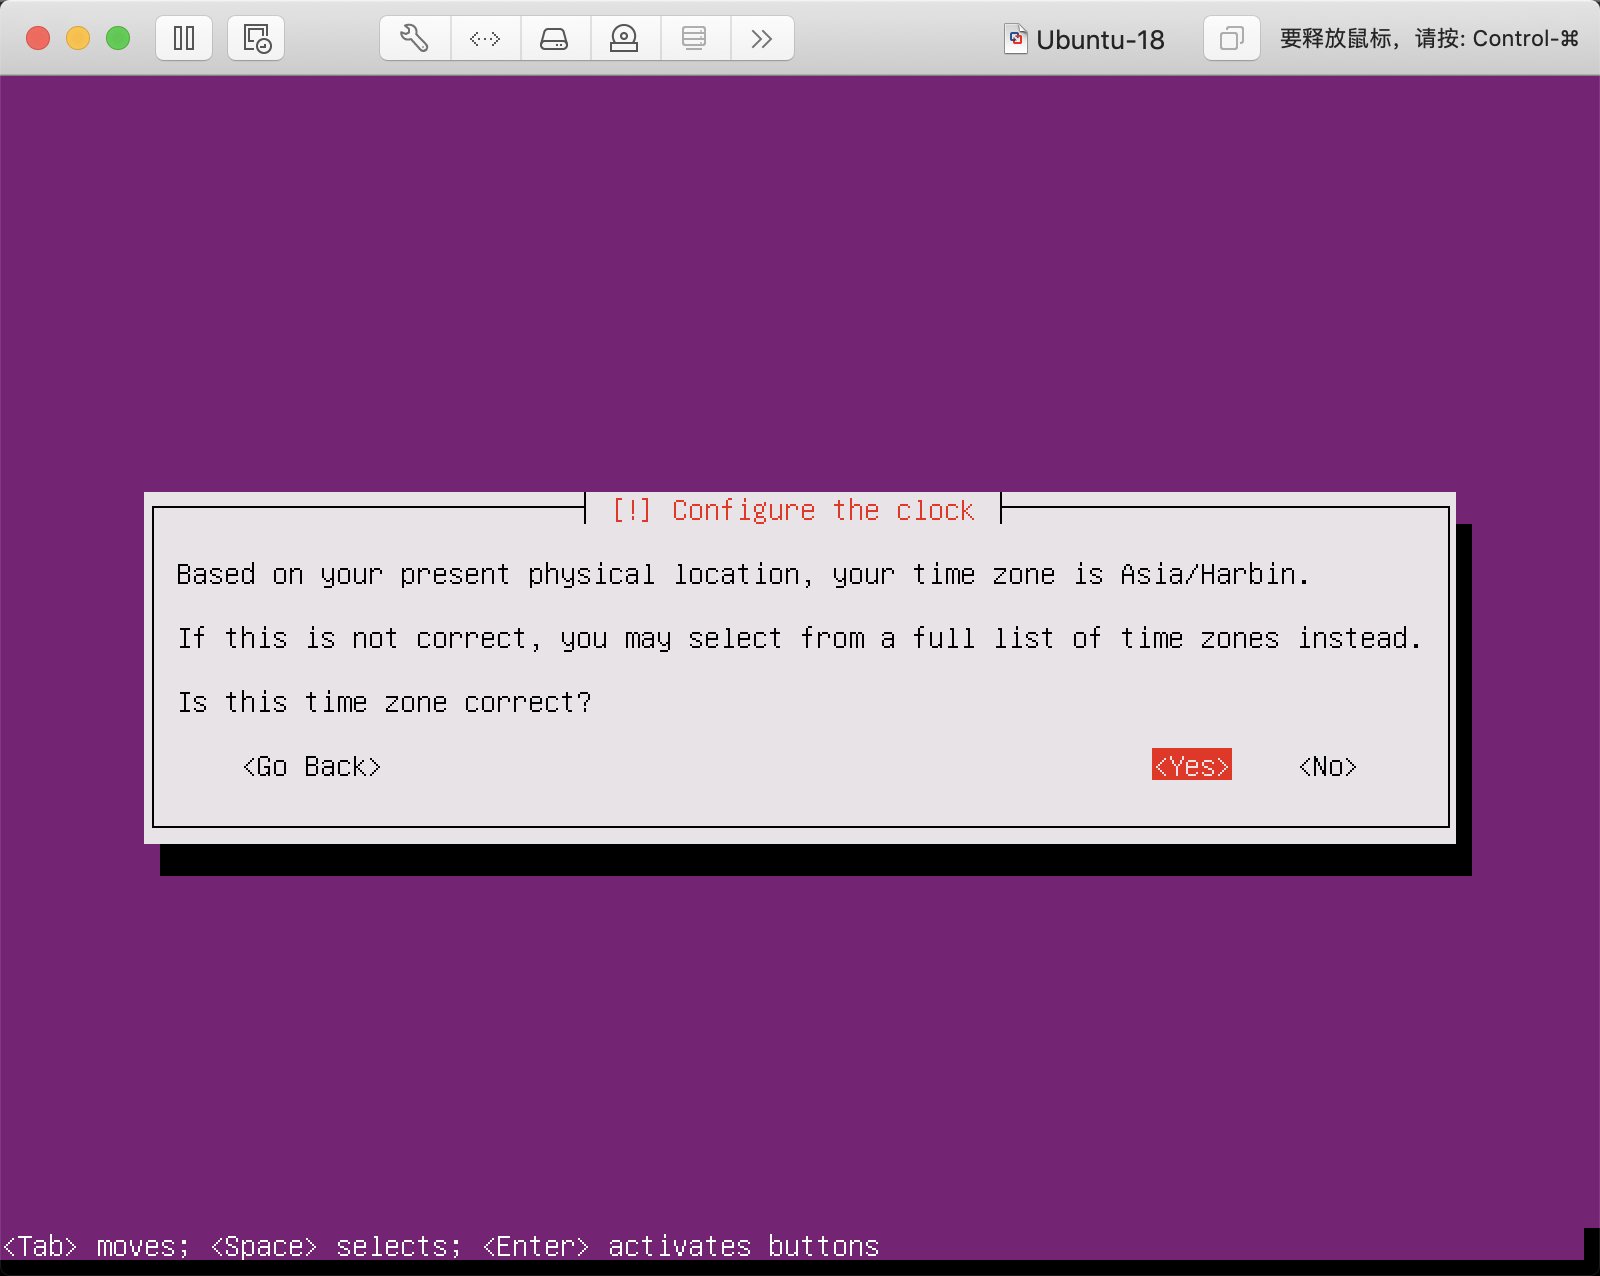 Ubuntu-18
要释放鼠标，请按: Control-⌘
[!] Configure the clock
Based on your present physical location, your time zone is Asia/Harbin.
If this is not correct, you may select from a full list of time zones instead.
Is this time zone correct?
<Go Back> <Yes> <No>
<Tab> moves; <Space> selects; <Enter> activates buttons